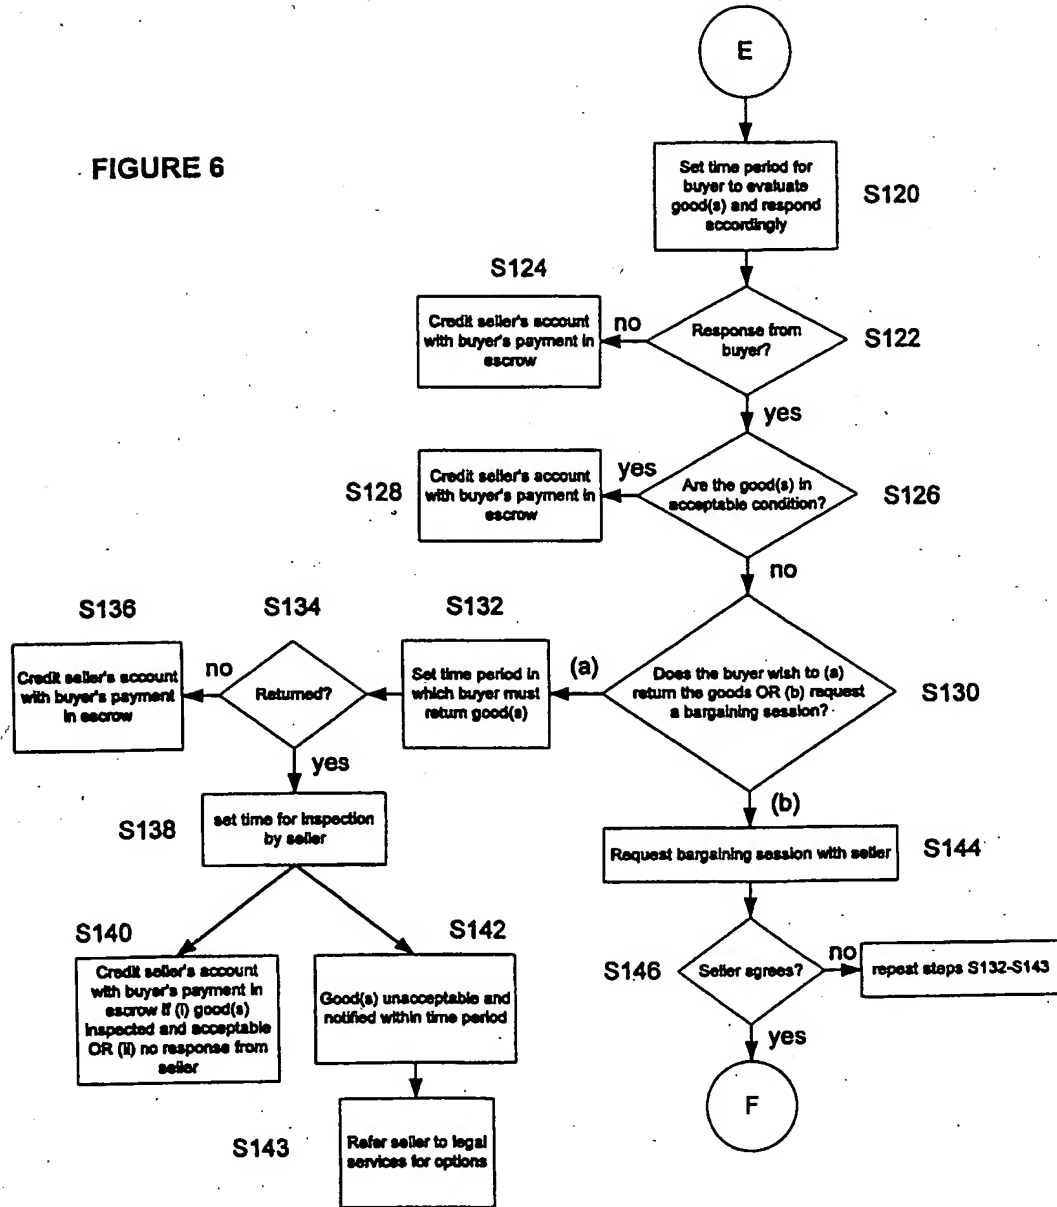 E
FIGURE 6
Set time period for
buyer to evaluate
good(s) and respond
accordingly
S120
S124
Credit seller's account
with buyer's payment in
escrow
no
Response from
buyer?
S122
yes
S128
Credit seller's account
with buyer's payment in
escrow
yes
Are the good(s) in
acceptable condition?
S126
no
S136
S134
S132
Credit seller's account
with buyer's payment
in escrow
no
Returned?
Set time period in
which buyer must
return good(s)
(a)
Does the buyer wish to (a)
return the goods OR (b) request
a bargaining session?
S130
yes
(b)
S138
set time for inspection
by seller
Request bargaining session with seller
S144
S140
S142
Credit seller's account
with buyer's payment in
escrow if (i) good(s)
inspected and acceptable
OR (ii) no response from
seller
Good(s) unacceptable and
notified within time period
S146
Seller agrees?
no
repeat steps S132-S143
yes
F
S143
Refer seller to legal
services for options